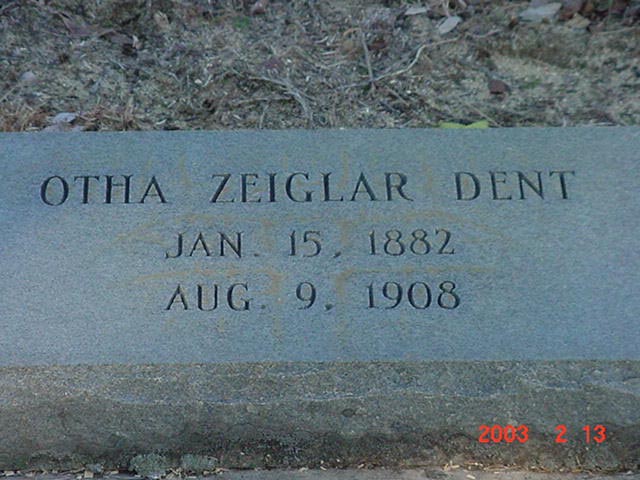 OTHA ZEIGLAR DENT
JAN. 15, 1882
AUG. 9, 1908
2003 2 13